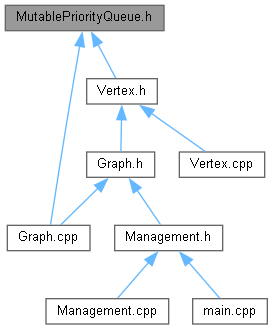 MutablePriorityQueue.h
Vertex.h
Graph.h
Vertex.cpp
Graph.cpp
Management.h
Management.cpp
main.cpp